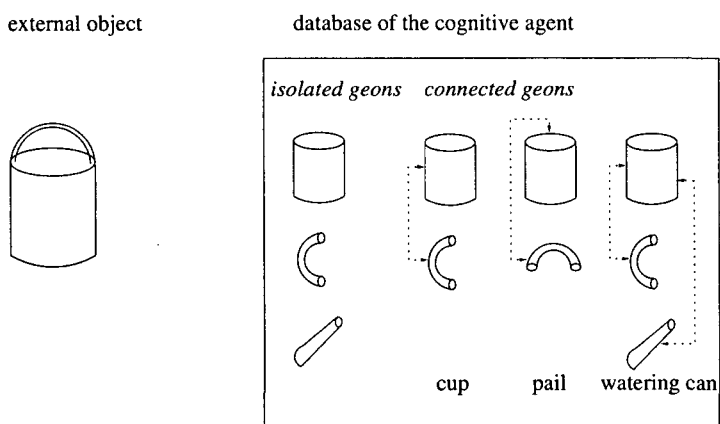 external object
database of the cognitive agent
isolated geons
connected geons
cup
pail
watering can